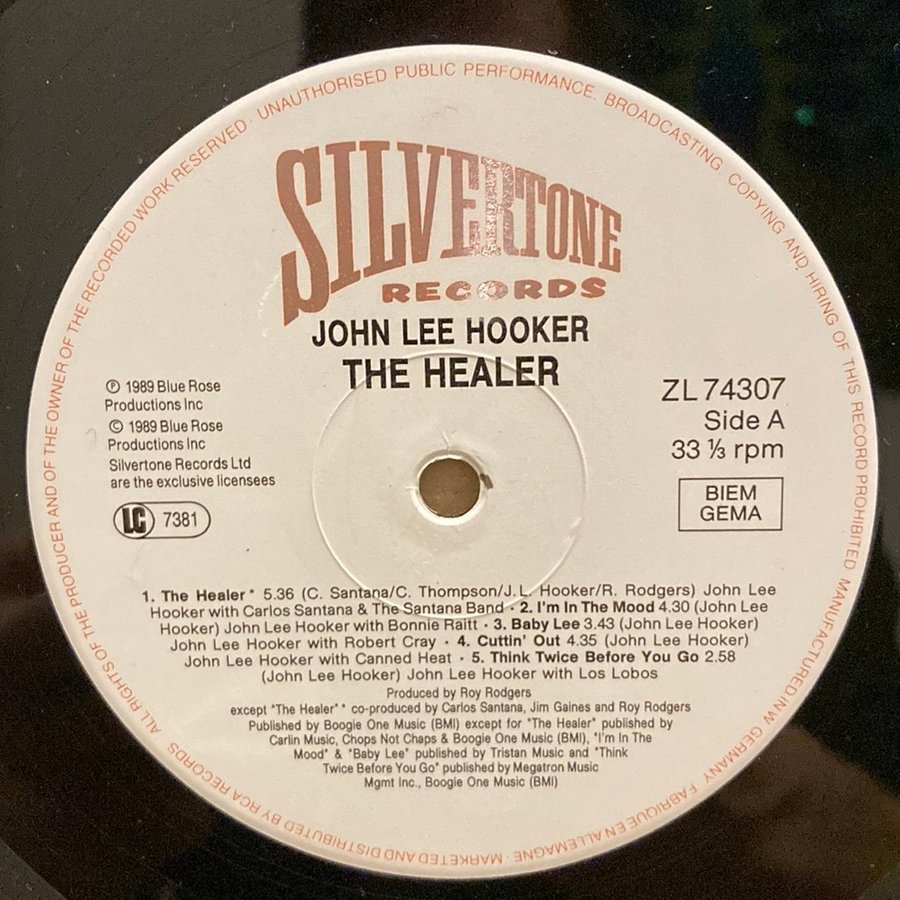 ALL RIGHTS OF THE PRODUCER AND OF THE OWNER OF THE RECORDED WORK RESERVED · UNAUTHORISED PUBLIC PERFORMANCE. BROADCASTING COPYING AND HIRING OF THIS RECORD PROHIBITED MANUFACTURED IN W. GERMANY FABRIQUE EN ALLEMAGNE · MARKETED AND DISTRIBUTED BY RCA RECORDS
SILVERTONE
RECORDS
JOHN LEE HOOKER
THE HEALER
℗ 1989 Blue Rose
Productions Inc
© 1989 Blue Rose
Productions Inc
Silvertone Records Ltd
are the exclusive licensees
LC 7381
ZL 74307
Side A
33 ⅓ rpm
BIEM
GEMA
1. The Healer * 5.36 (C. Santana/C. Thompson/J.L. Hooker/R. Rodgers) John Lee
Hooker with Carlos Santana & The Santana Band · 2. I'm In The Mood 4.30 (John Lee
Hooker) John Lee Hooker with Bonnie Raitt · 3. Baby Lee 3.43 (John Lee Hooker)
John Lee Hooker with Robert Cray · 4. Cuttin' Out 4.35 (John Lee Hooker)
John Lee Hooker with Canned Heat · 5. Think Twice Before You Go 2.58
(John Lee Hooker) John Lee Hooker with Los Lobos
Produced by Roy Rodgers
except "The Healer" * co-produced by Carlos Santana, Jim Gaines and Roy Rodgers
Published by Boogie One Music (BMI) except for "The Healer" published by
Carlin Music, Chops Not Chaps & Boogie One Music (BMI), "I'm In The
Mood" & "Baby Lee" published by Tristan Music and "Think
Twice Before You Go" published by Megatron Music
Mgmt Inc., Boogie One Music (BMI)